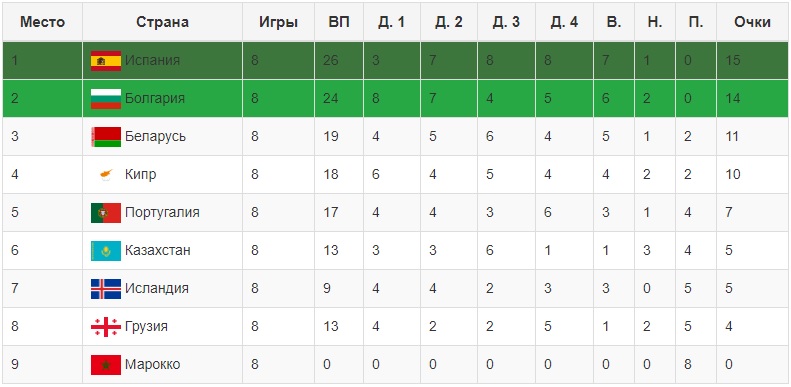 Место Страна Игры ВП Д. 1 Д. 2 Д. 3 Д. 4 В. Н. П. Очки
1 Испания 8 26 3 7 8 8 7 1 0 15
2 Болгария 8 24 8 7 4 5 6 2 0 14
3 Беларусь 8 19 4 5 6 4 5 1 2 11
4 Кипр 8 18 6 4 5 4 4 2 2 10
5 Португалия 8 17 4 4 3 6 3 1 4 7
6 Казахстан 8 13 3 3 6 1 1 3 4 5
7 Исландия 8 9 4 4 2 3 3 0 5 5
8 Грузия 8 13 4 2 2 5 1 2 5 4
9 Марокко 8 0 0 0 0 0 0 0 8 0